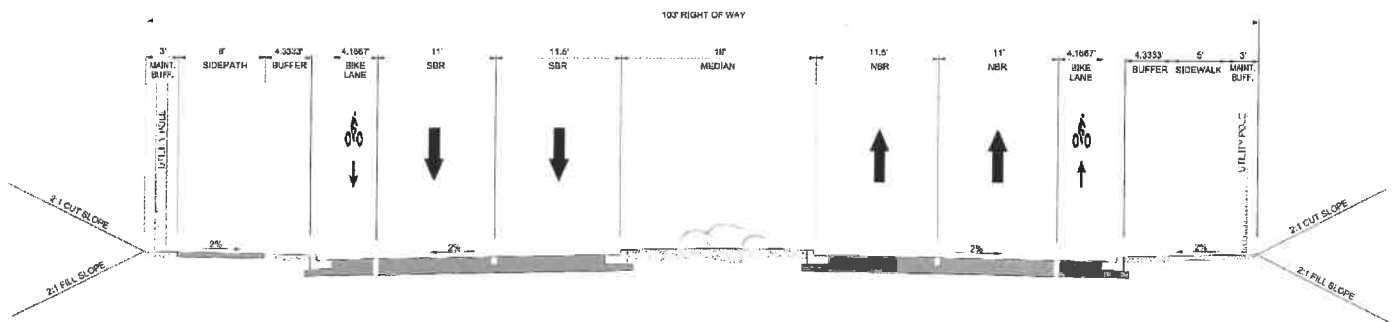 103' RIGHT OF WAY
3' 8' 4.3333' 4.1667' 11' 11.5' 18' 11.5' 11' 4.1667' 4.3333' 5' 3'
MAINT. BUFF. SIDEPATH BUFFER BIKE LANE SBR SBR MEDIAN NBR NBR BIKE LANE BUFFER SIDEWALK MAINT. BUFF.
UTILITY POLE
UTILITY POLE
2:1 CUT SLOPE
2% 2% 2% 2%
2:1 CUT SLOPE
2:1 FILL SLOPE
2:1 FILL SLOPE